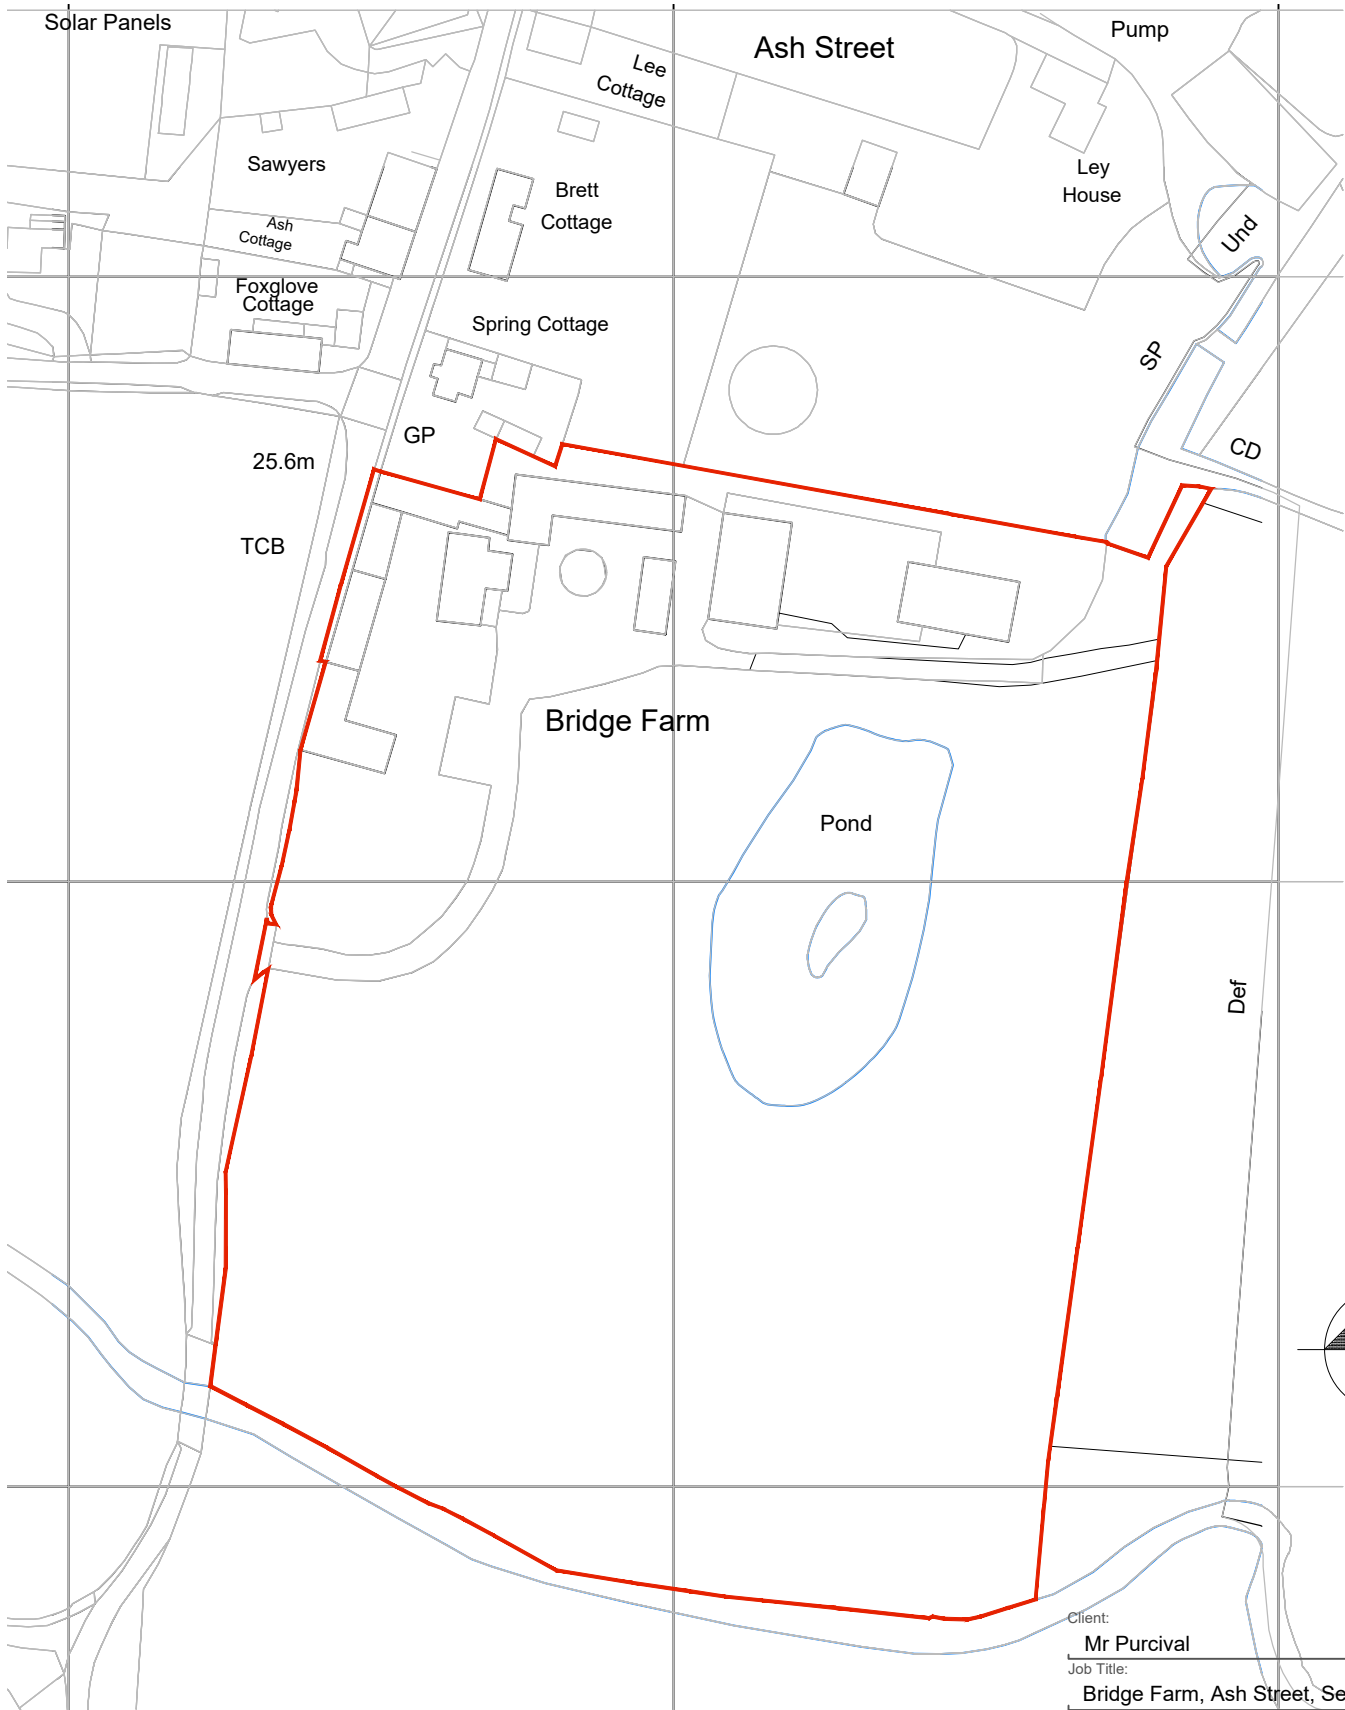 Solar Panels
Ash Street
Pump
Lee
Cottage
Sawyers
Brett
Cottage
Ley
House
Ash
Cottage
Und
Foxglove
Cottage
Spring Cottage
SP
GP
CD
25.6m
TCB
Bridge Farm
Pond
Def
Client:
Mr Purcival
Job Title:
Bridge Farm, Ash Street, Se